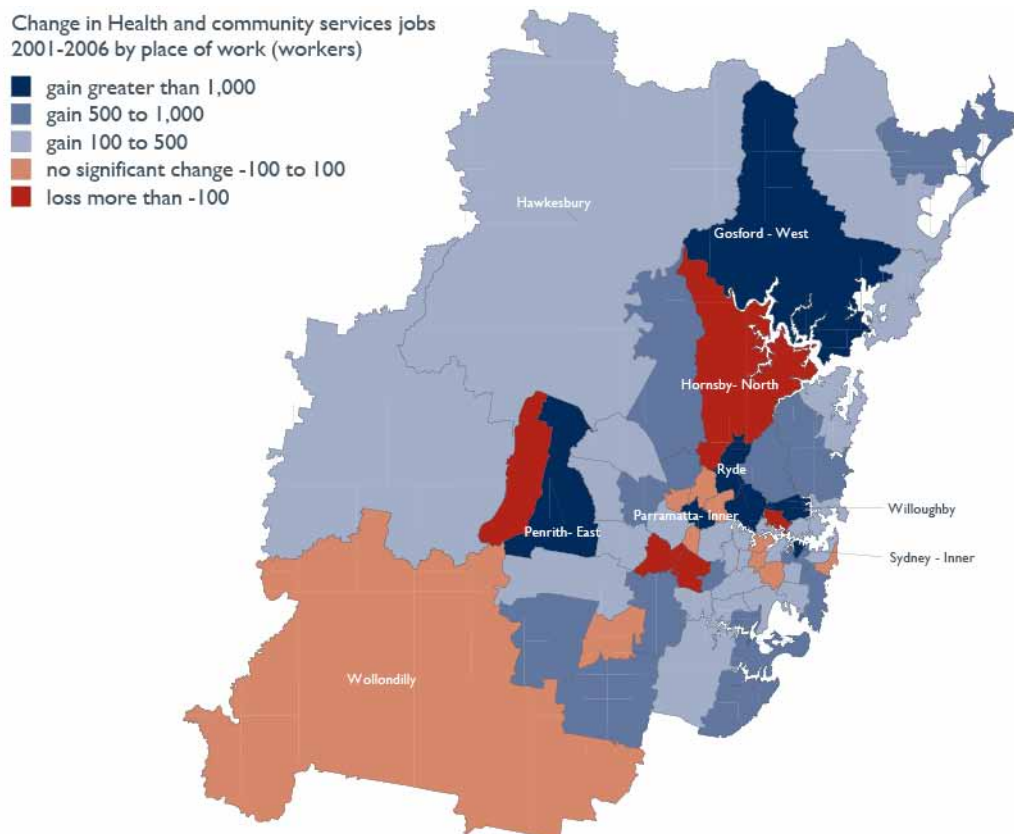 Change in Health and community services jobs
2001-2006 by place of work (workers)
gain greater than 1,000
gain 500 to 1,000
gain 100 to 500
no significant change -100 to 100
loss more than -100
Hawkesbury
Gosford - West
Hornsby- North
Ryde
Willoughby
Parramatta- Inner
Penrith- East
Sydney - Inner
Wollondilly